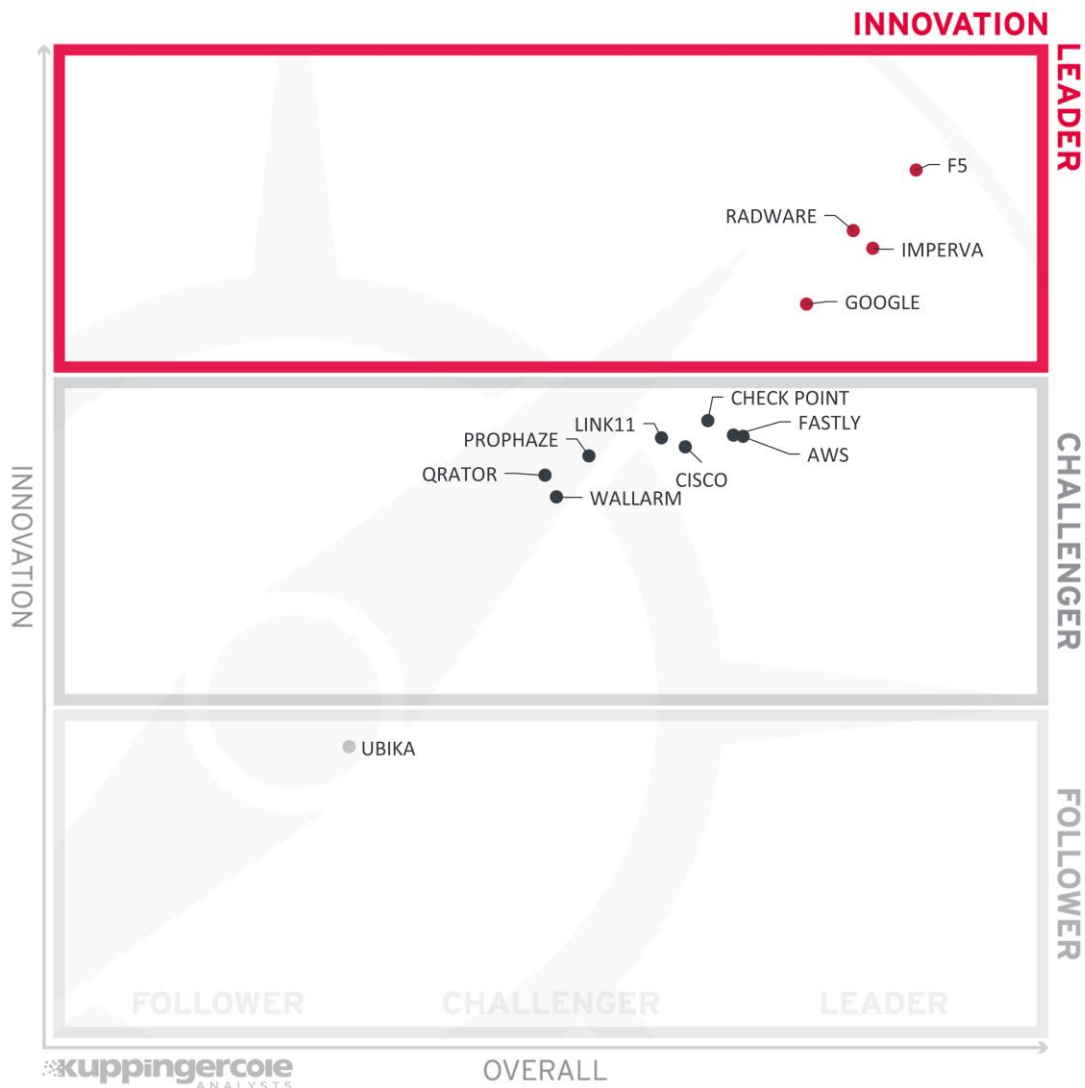 INNOVATION
LEADER
F5
RADWARE
IMPERVA
GOOGLE
CHECK POINT
LINK11
FASTLY
PROPHAZE
AWS
QRATOR
CISCO
WALLARM
CHALLENGER
INNOVATION
UBIKA
FOLLOWER
FOLLOWER
CHALLENGER
LEADER
kuppingercole
ANALYSTS
OVERALL